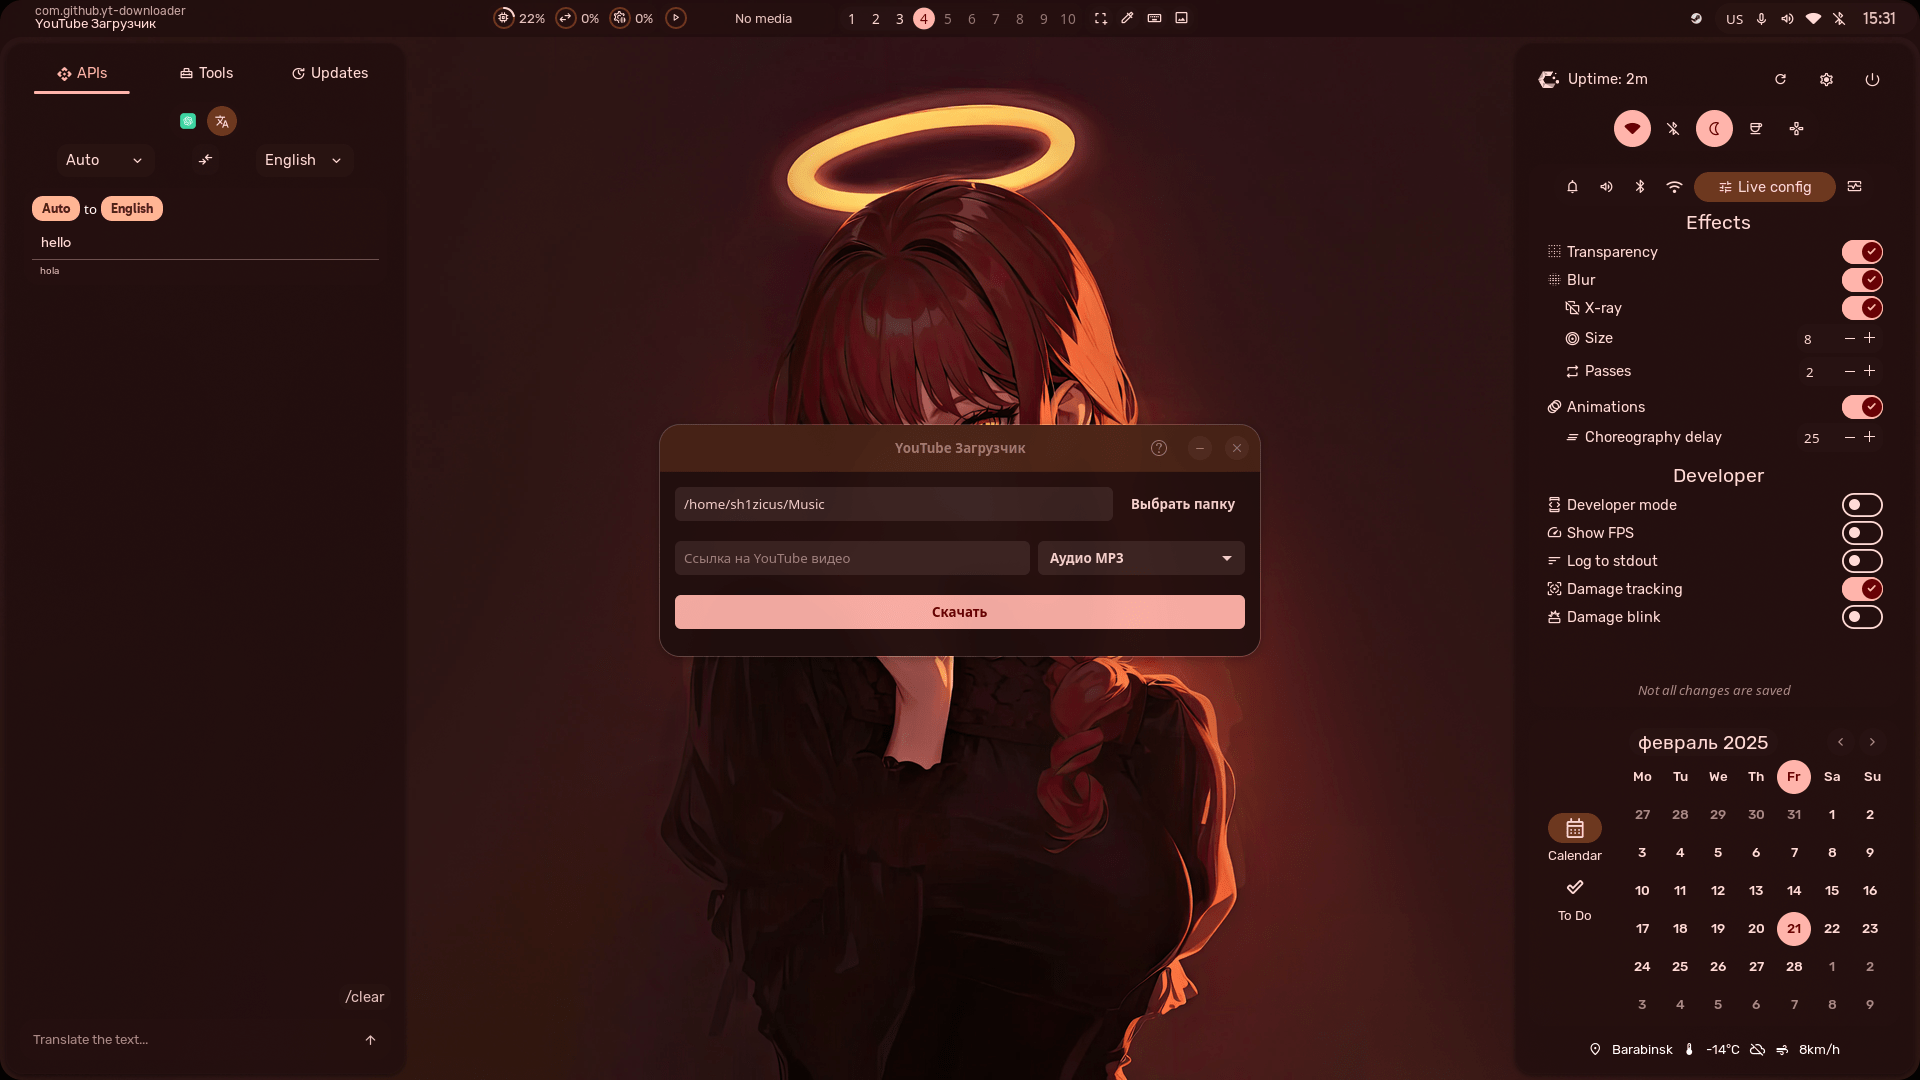 com.github.yt-downloader
YouTube Загрузчик
22% 0% 0%
No media
1 2 3 4 5 6 7 8 9 10
US
15:31
APIs Tools Updates
Auto English
Auto to English
hello
hola
/clear
Translate the text...
YouTube Загрузчик
/home/sh1zicus/Music Выбрать папку
Ссылка на YouTube видео Аудио MP3
Скачать
Uptime: 2m
Live config
Effects
Transparency
Blur
X-ray
Size 8
Passes 2
Animations
Choreography delay 25
Developer
Developer mode
Show FPS
Log to stdout
Damage tracking
Damage blink
Not all changes are saved
Calendar
To Do
февраль 2025
Mo Tu We Th Fr Sa Su
27 28 29 30 31 1 2
3 4 5 6 7 8 9
10 11 12 13 14 15 16
17 18 19 20 21 22 23
24 25 26 27 28 1 2
3 4 5 6 7 8 9
Barabinsk -14°C 8km/h